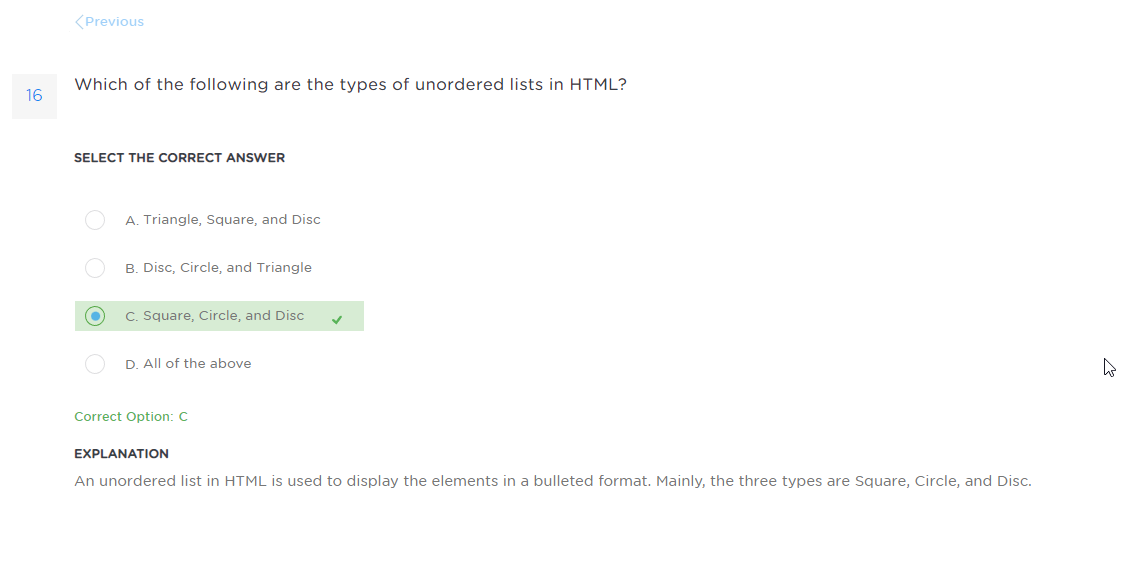 Previous
16
Which of the following are the types of unordered lists in HTML?
SELECT THE CORRECT ANSWER
A. Triangle, Square, and Disc
B. Disc, Circle, and Triangle
C. Square, Circle, and Disc
D. All of the above
Correct Option: C
EXPLANATION
An unordered list in HTML is used to display the elements in a bulleted format. Mainly, the three types are Square, Circle, and Disc.